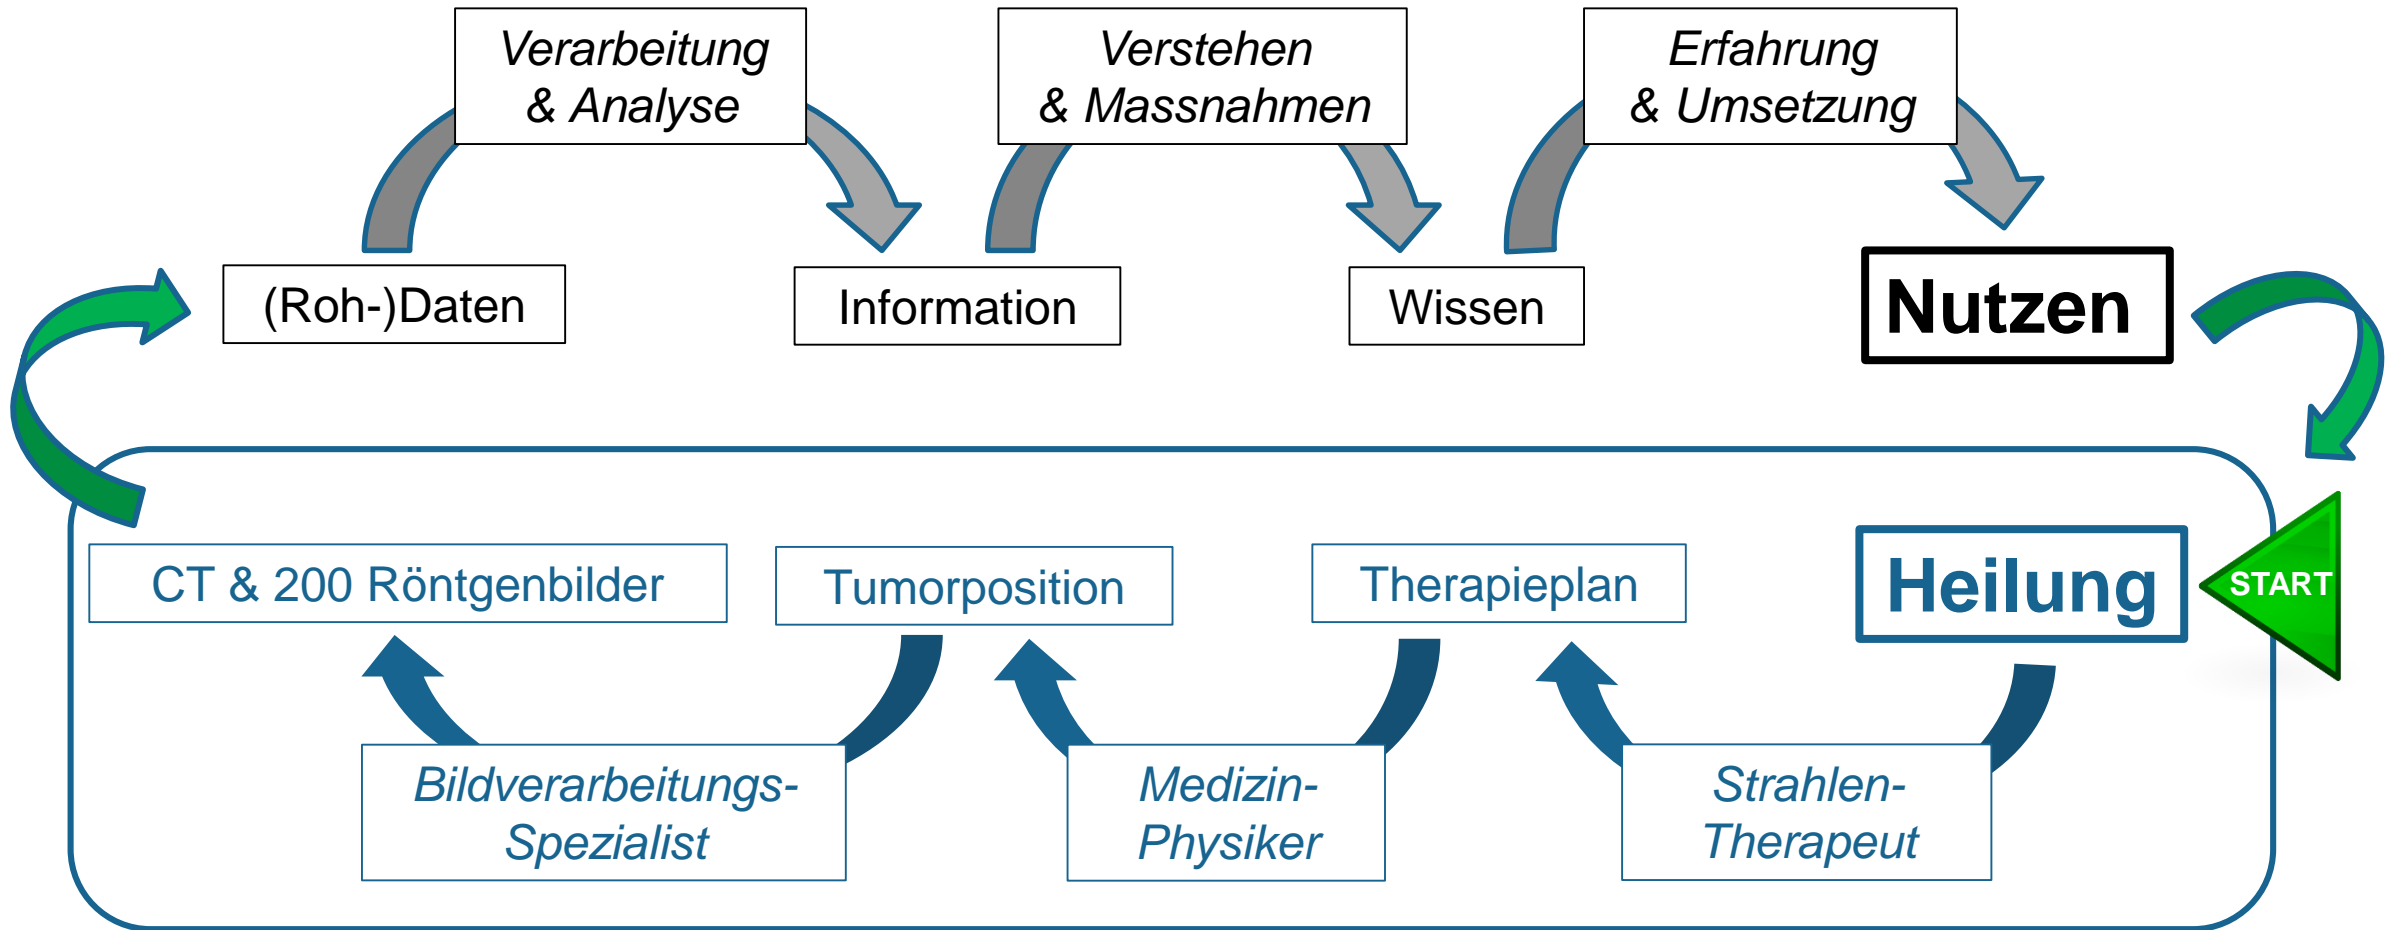 Verarbeitung
& Analyse
Verstehen
& Massnahmen
Erfahrung
& Umsetzung
(Roh-)Daten
Information
Wissen
Nutzen
CT & 200 Röntgenbilder
Tumorposition
Therapieplan
Heilung
START
Bildverarbeitungs-
Spezialist
Medizin-
Physiker
Strahlen-
Therapeut